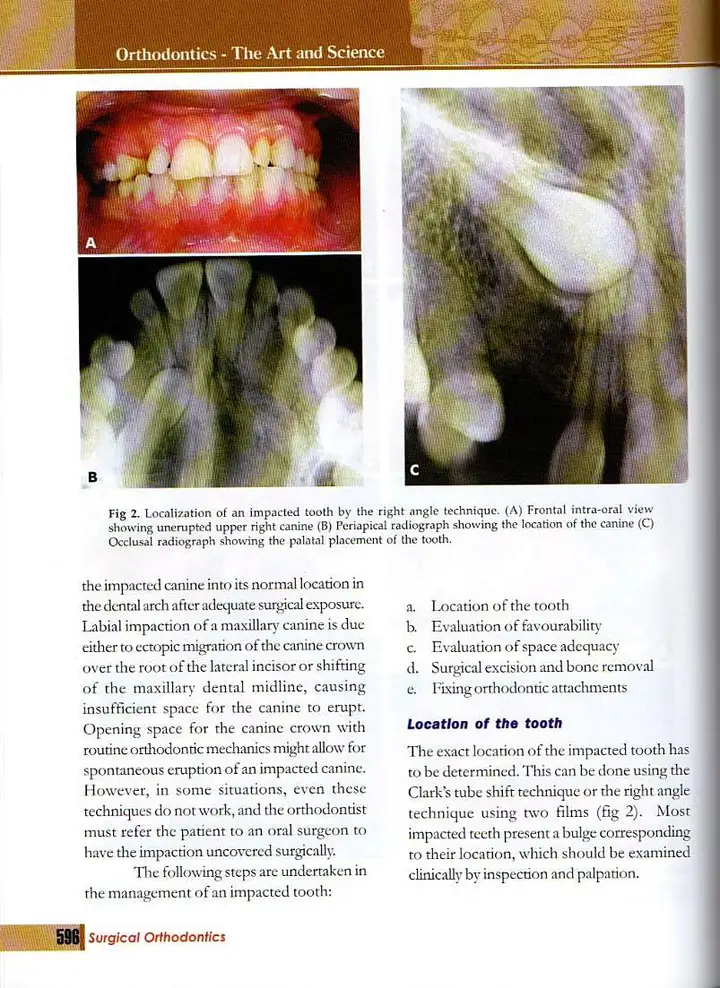 Orthodontics - The Art and Science
A
B
C
Fig 2. Localization of an impacted tooth by the right angle technique. (A) Frontal intra-oral view
showing unerupted upper right canine (B) Periapical radiograph showing the location of the canine (C)
Occlusal radiograph showing the palatal placement of the tooth.
the impacted canine into its normal location in
the dental arch after adequate surgical exposure.
Labial impaction of a maxillary canine is due
either to ectopic migration of the canine crown
over the root of the lateral incisor or shifting
of the maxillary dental midline, causing
insufficient space for the canine to erupt.
Opening space for the canine crown with
routine orthodontic mechanics might allow for
spontaneous eruption of an impacted canine.
However, in some situations, even these
techniques do not work, and the orthodontist
must refer the patient to an oral surgeon to
have the impaction uncovered surgically.
The following steps are undertaken in
the management of an impacted tooth:
a. Location of the tooth
b. Evaluation of favourability
c. Evaluation of space adequacy
d. Surgical excision and bone removal
e. Fixing orthodontic attachments
Location of the tooth
The exact location of the impacted tooth has
to be determined. This can be done using the
Clark's tube shift technique or the right angle
technique using two films (fig 2). Most
impacted teeth present a bulge corresponding
to their location, which should be examined
clinically by inspection and palpation.
596 Surgical Orthodontics